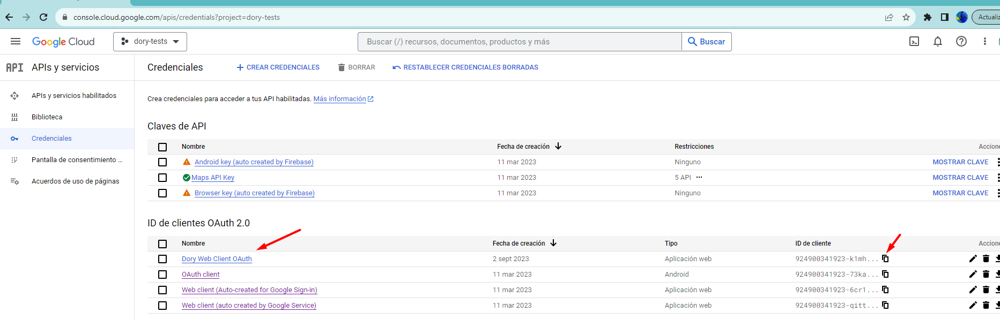 console.cloud.google.com/apis/credentials?project=dory-tests
Actualiz
Google Cloud
dory-tests
Buscar (/) recursos, documentos, productos y más
Buscar
API APIs y servicios
Credenciales
CREAR CREDENCIALES
BORRAR
RESTABLECER CREDENCIALES BORRADAS
APIs y servicios habilitados
Biblioteca
Credenciales
Pantalla de consentimiento ...
Acuerdos de uso de páginas
Crea credenciales para acceder a tus API habilitadas. Más información
Claves de API
Nombre Fecha de creación Restricciones Accione
Android key (auto created by Firebase) 11 mar 2023 Ninguno MOSTRAR CLAVE
Maps API Key 11 mar 2023 5 API MOSTRAR CLAVE
Browser key (auto created by Firebase) 11 mar 2023 Ninguno MOSTRAR CLAVE
ID de clientes OAuth 2.0
Nombre Fecha de creación Tipo ID de cliente Accione
Dory Web Client OAuth 2 sept 2023 Aplicación web 924900341923-k1mh...
OAuth client 11 mar 2023 Android 924900341923-73ka...
Web client (Auto-created for Google Sign-in) 11 mar 2023 Aplicación web 924900341923-6cr1...
Web client (auto created by Google Service) 11 mar 2023 Aplicación web 924900341923-qitt...